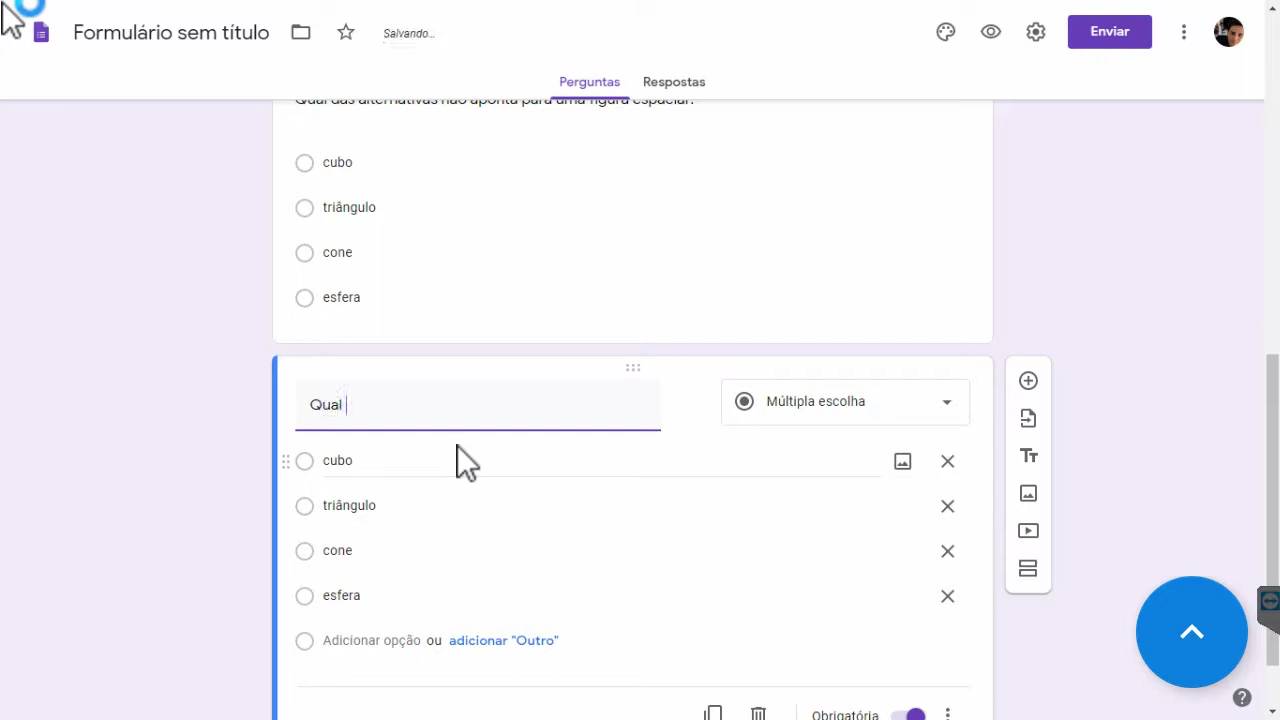 Formulário sem título
Salvando...
Enviar
Perguntas
Respostas
Qual das alternativas não aponta para uma figura espacial?
cubo
triângulo
cone
esfera
Qual
Múltipla escolha
cubo
triângulo
cone
esfera
Adicionar opção ou adicionar "Outro"
Obrigatória